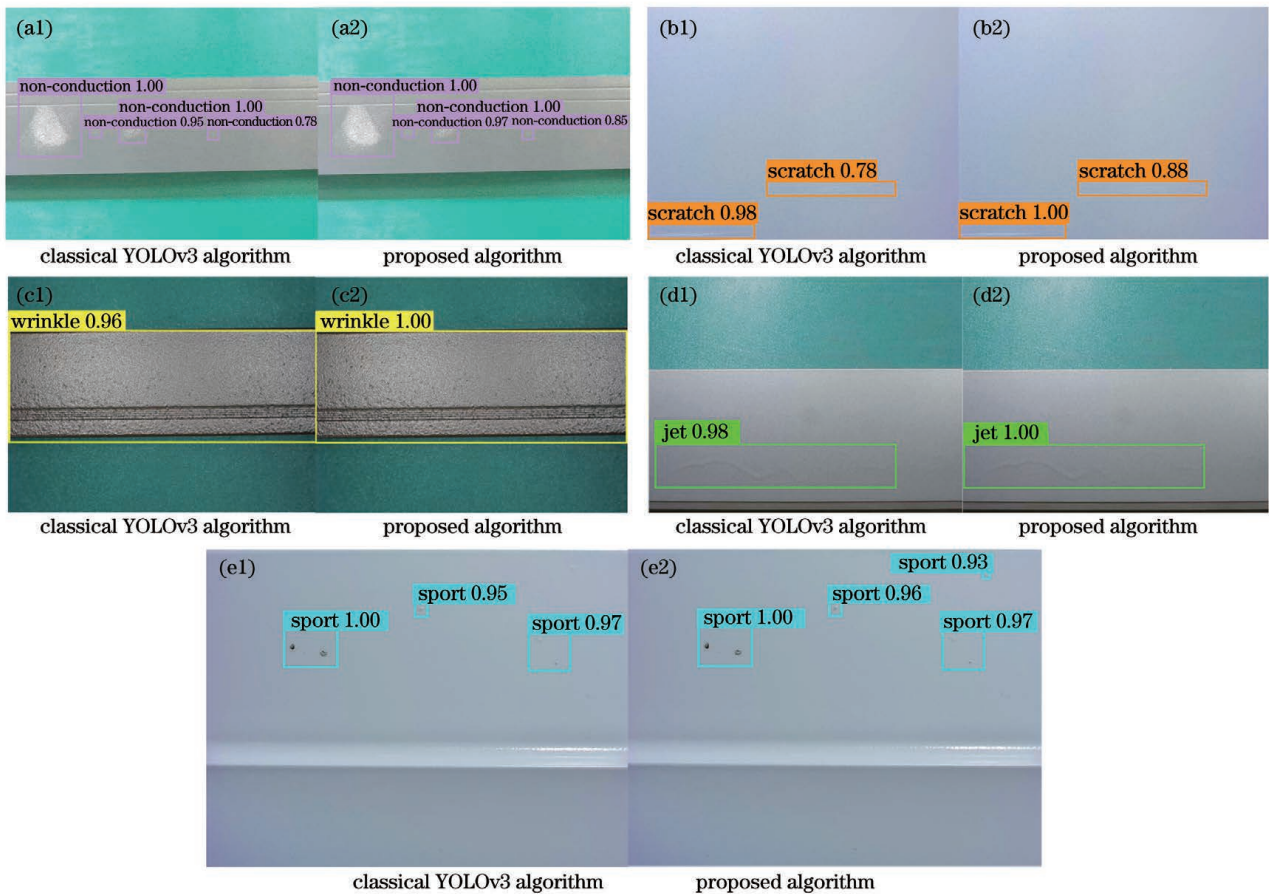 (a1)
non-conduction 1.00
non-conduction 1.00
non-conduction 0.95
non-conduction 0.78
(a2)
non-conduction 1.00
non-conduction 1.00
non-conduction 0.97
non-conduction 0.85
classical YOLOv3 algorithm
proposed algorithm
(b1)
scratch 0.78
scratch 0.98
(b2)
scratch 0.88
scratch 1.00
classical YOLOv3 algorithm
proposed algorithm
(c1)
wrinkle 0.96
(c2)
wrinkle 1.00
classical YOLOv3 algorithm
proposed algorithm
(d1)
jet 0.98
(d2)
jet 1.00
classical YOLOv3 algorithm
proposed algorithm
(e1)
sport 0.95
sport 1.00
sport 0.97
(e2)
sport 0.93
sport 0.96
sport 1.00
sport 0.97
classical YOLOv3 algorithm
proposed algorithm